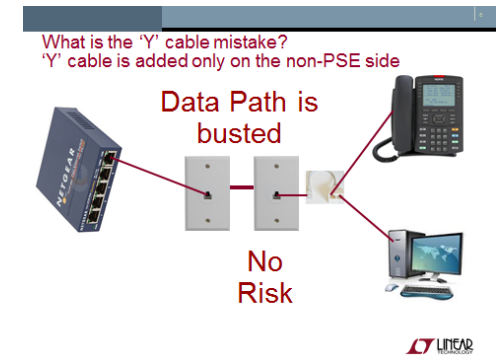 What is the 'Y' cable mistake?
'Y' cable is added only on the non-PSE side
Data Path is
busted
NETGEAR
No
Risk
LINEAR
TECHNOLOGY